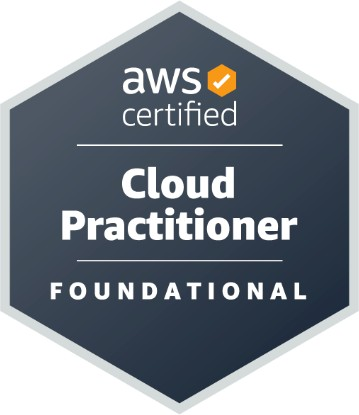 aws
certified
Cloud
Practitioner
FOUNDATIONAL